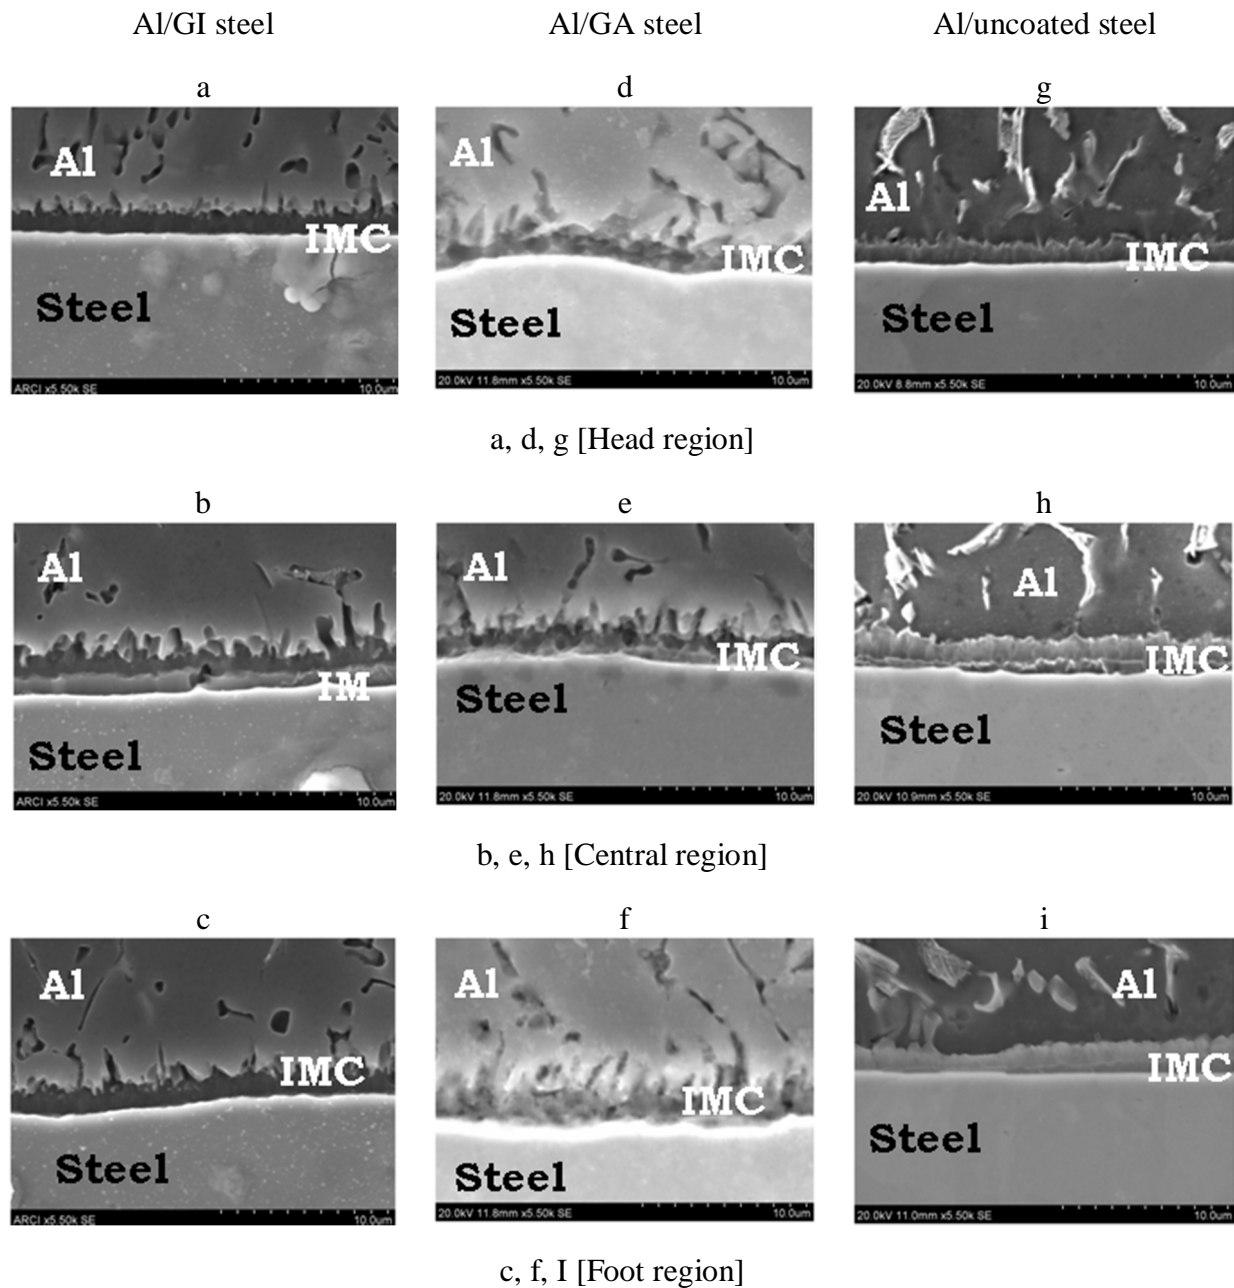 Al/GI steel Al/GA steel Al/uncoated steel
a d g
Al Al Al
IMC IMC IMC
Steel Steel
ARCI x5.50k SE 10.0um 20.0kV 11.8mm x5.50k SE 10.0um 20.0kV 8.8mm x5.50k SE 10.0um
a, d, g [Head region]
b e h
Al Al Al
IM IMC IMC
Steel Steel Steel
ARCI x5.50k SE 10.0um 20.0kV 11.8mm x5.50k SE 10.0um 20.0kV 10.9mm x5.50k SE 10.0um
b, e, h [Central region]
c f i
Al Al Al
IMC IMC IMC
Steel Steel Steel
ARCI x5.50k SE 10.0um 20.0kV 11.8mm x5.50k SE 10.0um 20.0kV 11.0mm x5.50k SE 10.0um
c, f, I [Foot region]